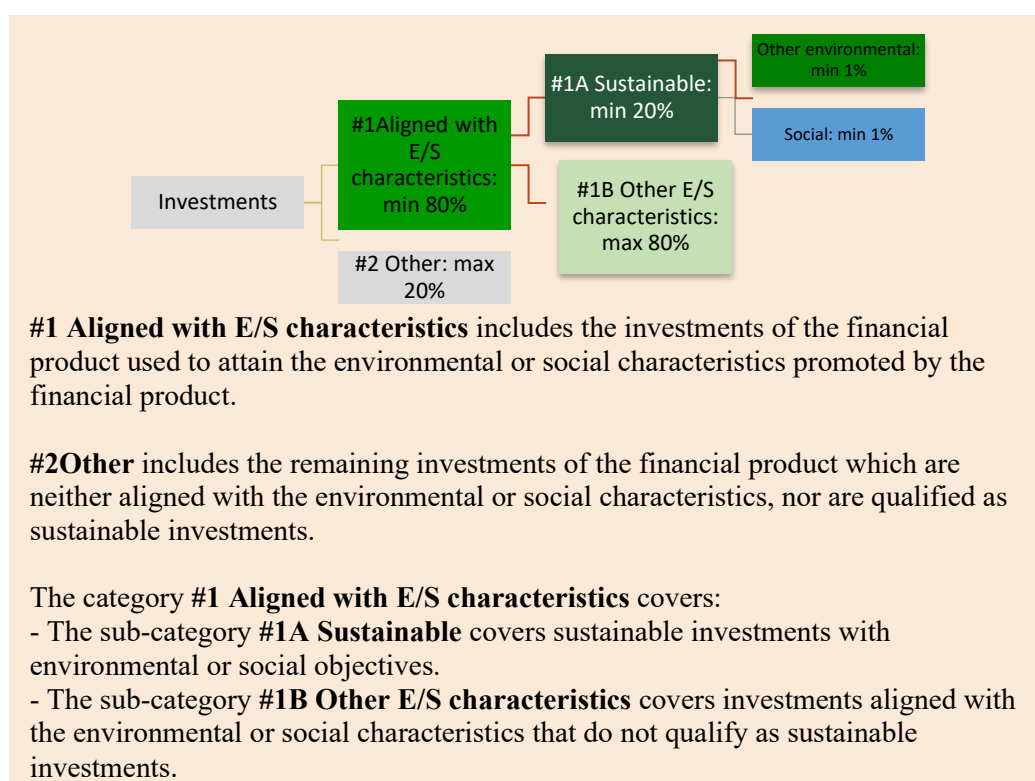 Investments
#1Aligned with
E/S
characteristics:
min 80%
#2 Other: max
20%
#1A Sustainable:
min 20%
#1B Other E/S
characteristics:
max 80%
Other environmental:
min 1%
Social: min 1%
#1 Aligned with E/S characteristics includes the investments of the financial
product used to attain the environmental or social characteristics promoted by the
financial product.
#2Other includes the remaining investments of the financial product which are
neither aligned with the environmental or social characteristics, nor are qualified as
sustainable investments.
The category #1 Aligned with E/S characteristics covers:
- The sub-category #1A Sustainable covers sustainable investments with
environmental or social objectives.
- The sub-category #1B Other E/S characteristics covers investments aligned with
the environmental or social characteristics that do not qualify as sustainable
investments.